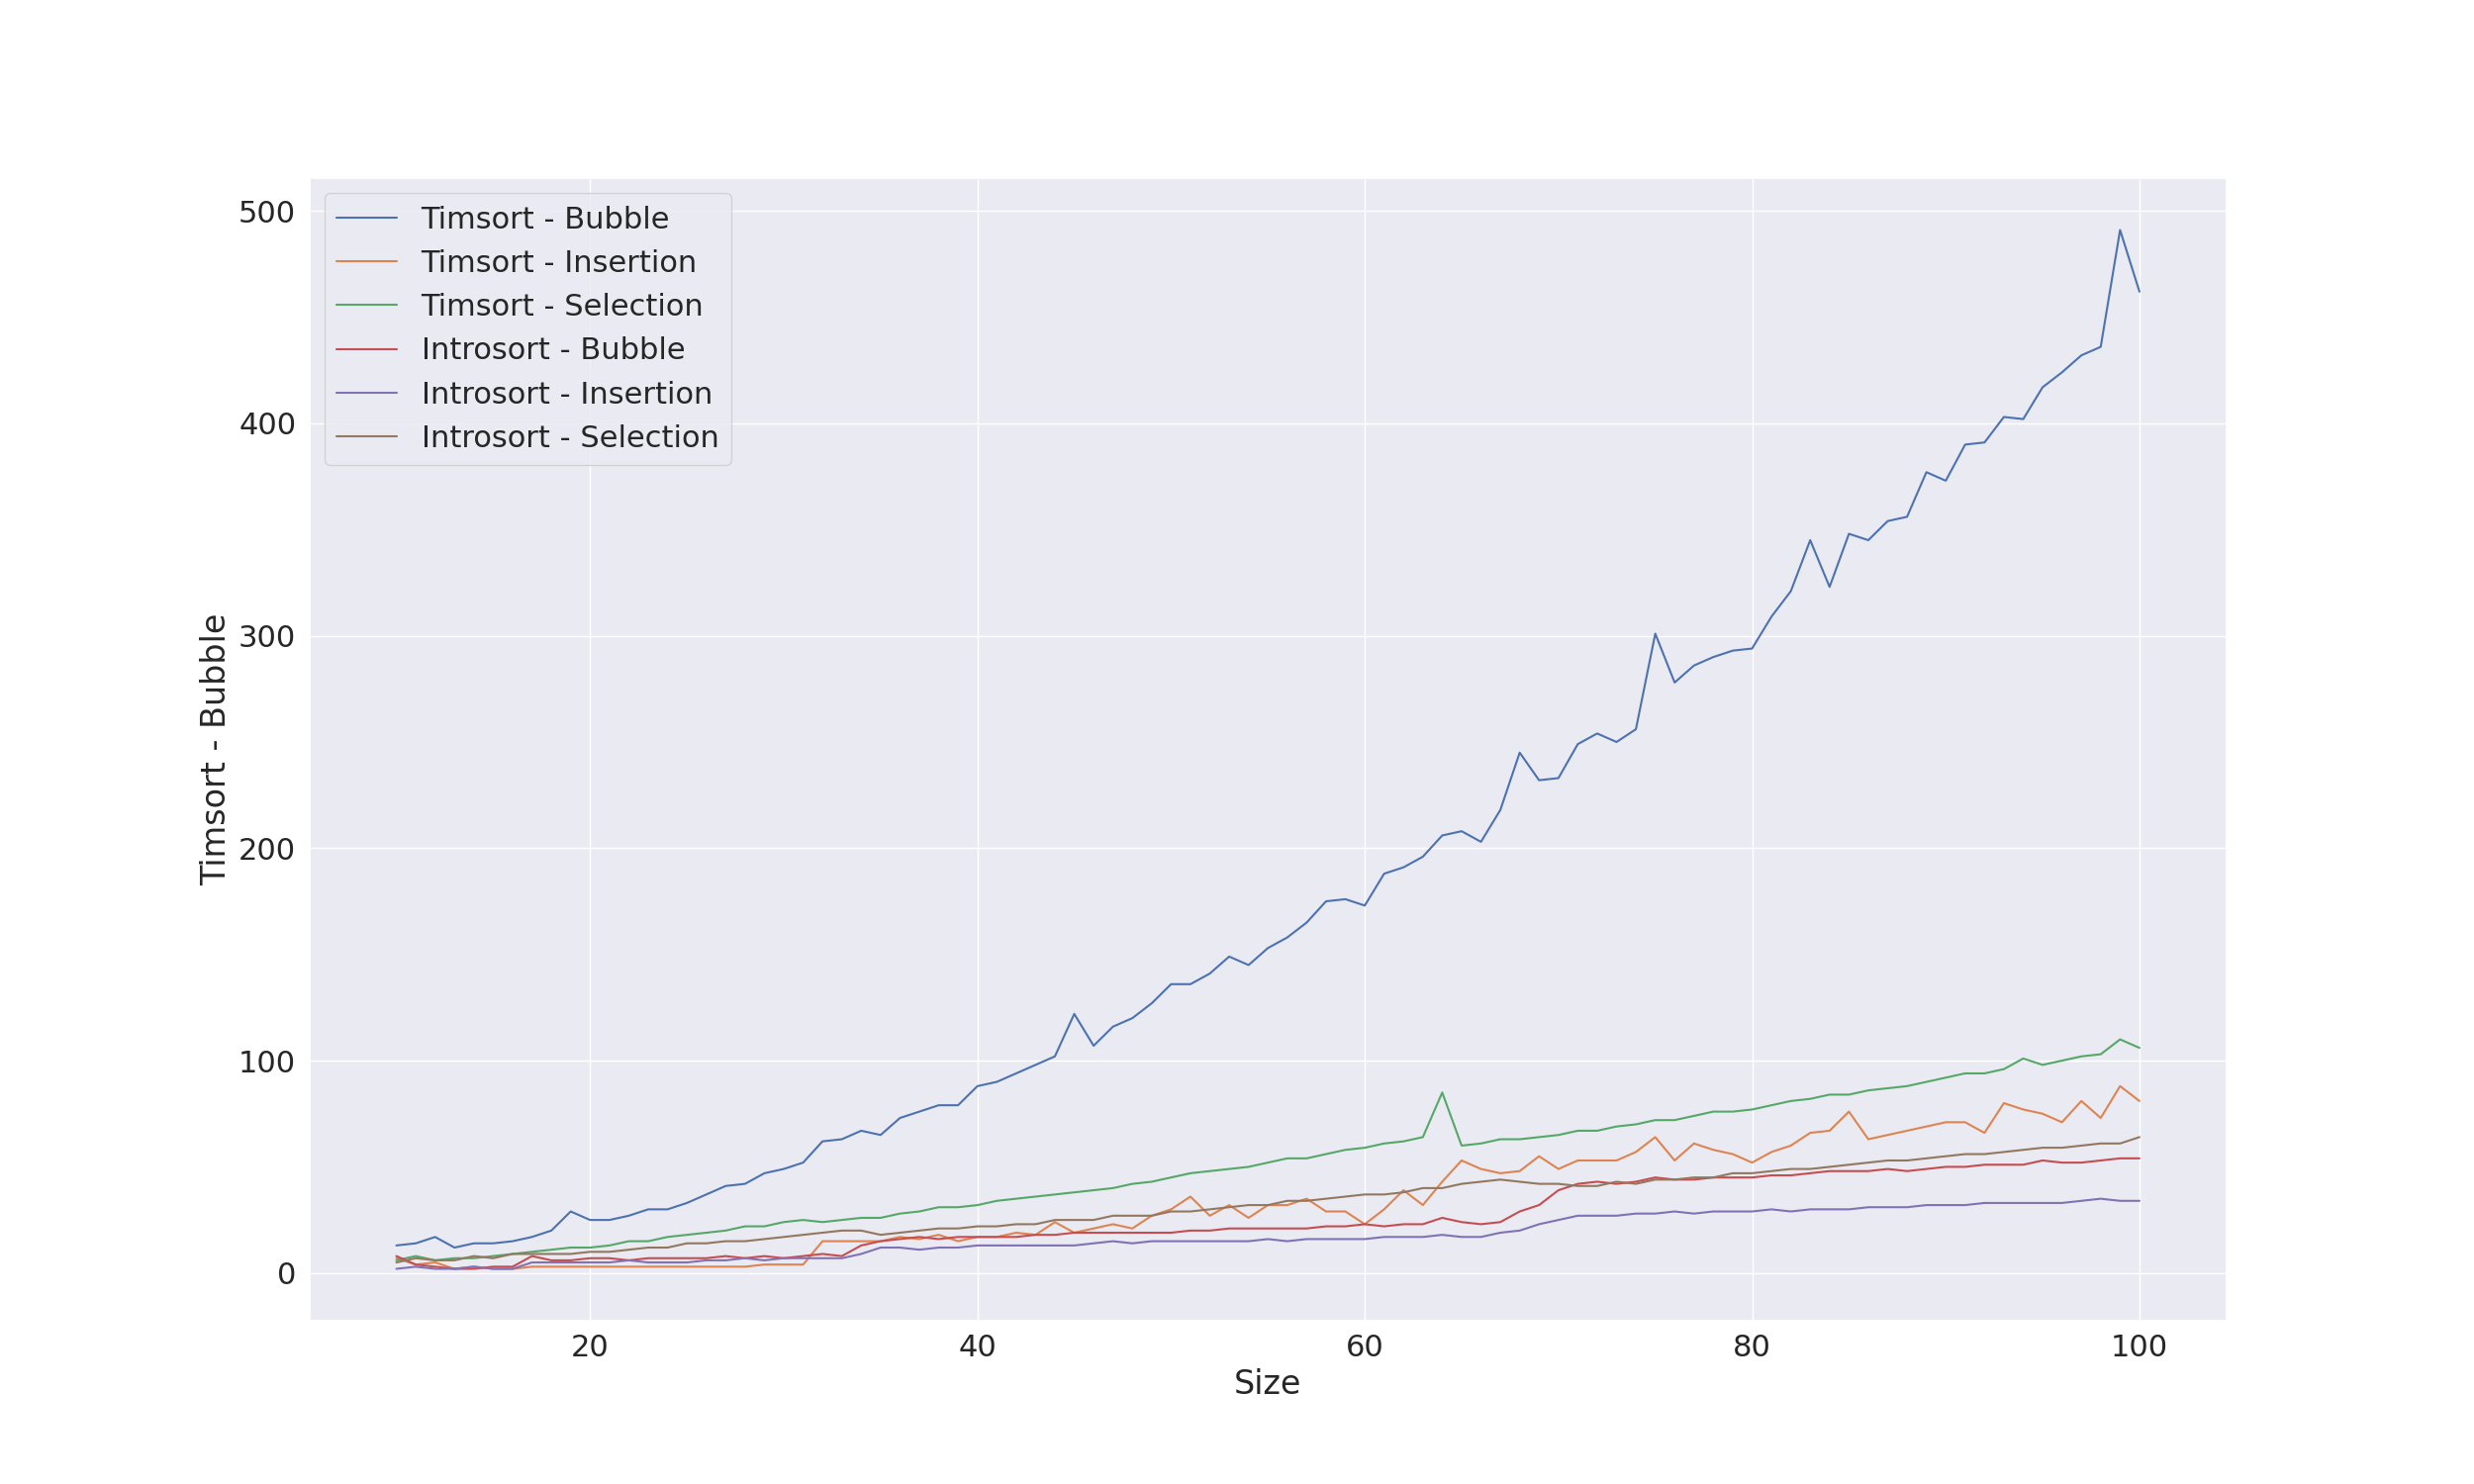 Timsort - Bubble
Timsort - Insertion
Timsort - Selection
Introsort - Bubble
Introsort - Insertion
Introsort - Selection
500
400
300
200
100
0
Timsort - Bubble
20 40 60 80 100
Size